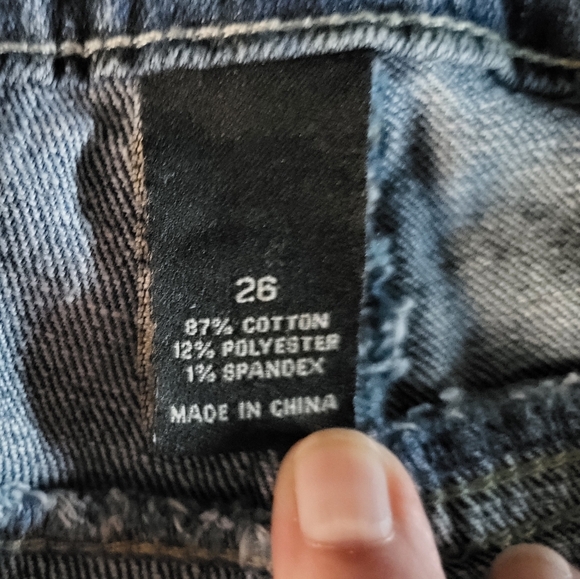 26
87% COTTON
12% POLYESTER
1% SPANDEX
MADE IN CHINA